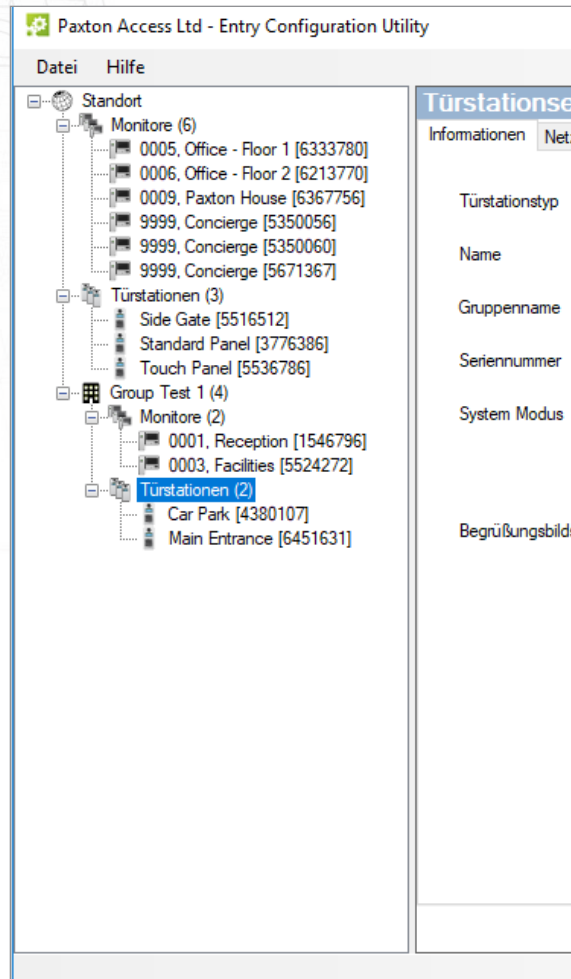 Paxton Access Ltd - Entry Configuration Utility
Datei Hilfe
Standort
Monitore (6)
0005, Office - Floor 1 [6333780]
0006, Office - Floor 2 [6213770]
0009, Paxton House [6367756]
9999, Concierge [5350056]
9999, Concierge [5350060]
9999, Concierge [5671367]
Türstationen (3)
Side Gate [5516512]
Standard Panel [3776386]
Touch Panel [5536786]
Group Test 1 (4)
Monitore (2)
0001, Reception [1546796]
0003, Facilities [5524272]
Türstationen (2)
Car Park [4380107]
Main Entrance [6451631]
Türstationse
Informationen Net
Türstationstyp
Name
Gruppenname
Seriennummer
System Modus
Begrüßungsbilds